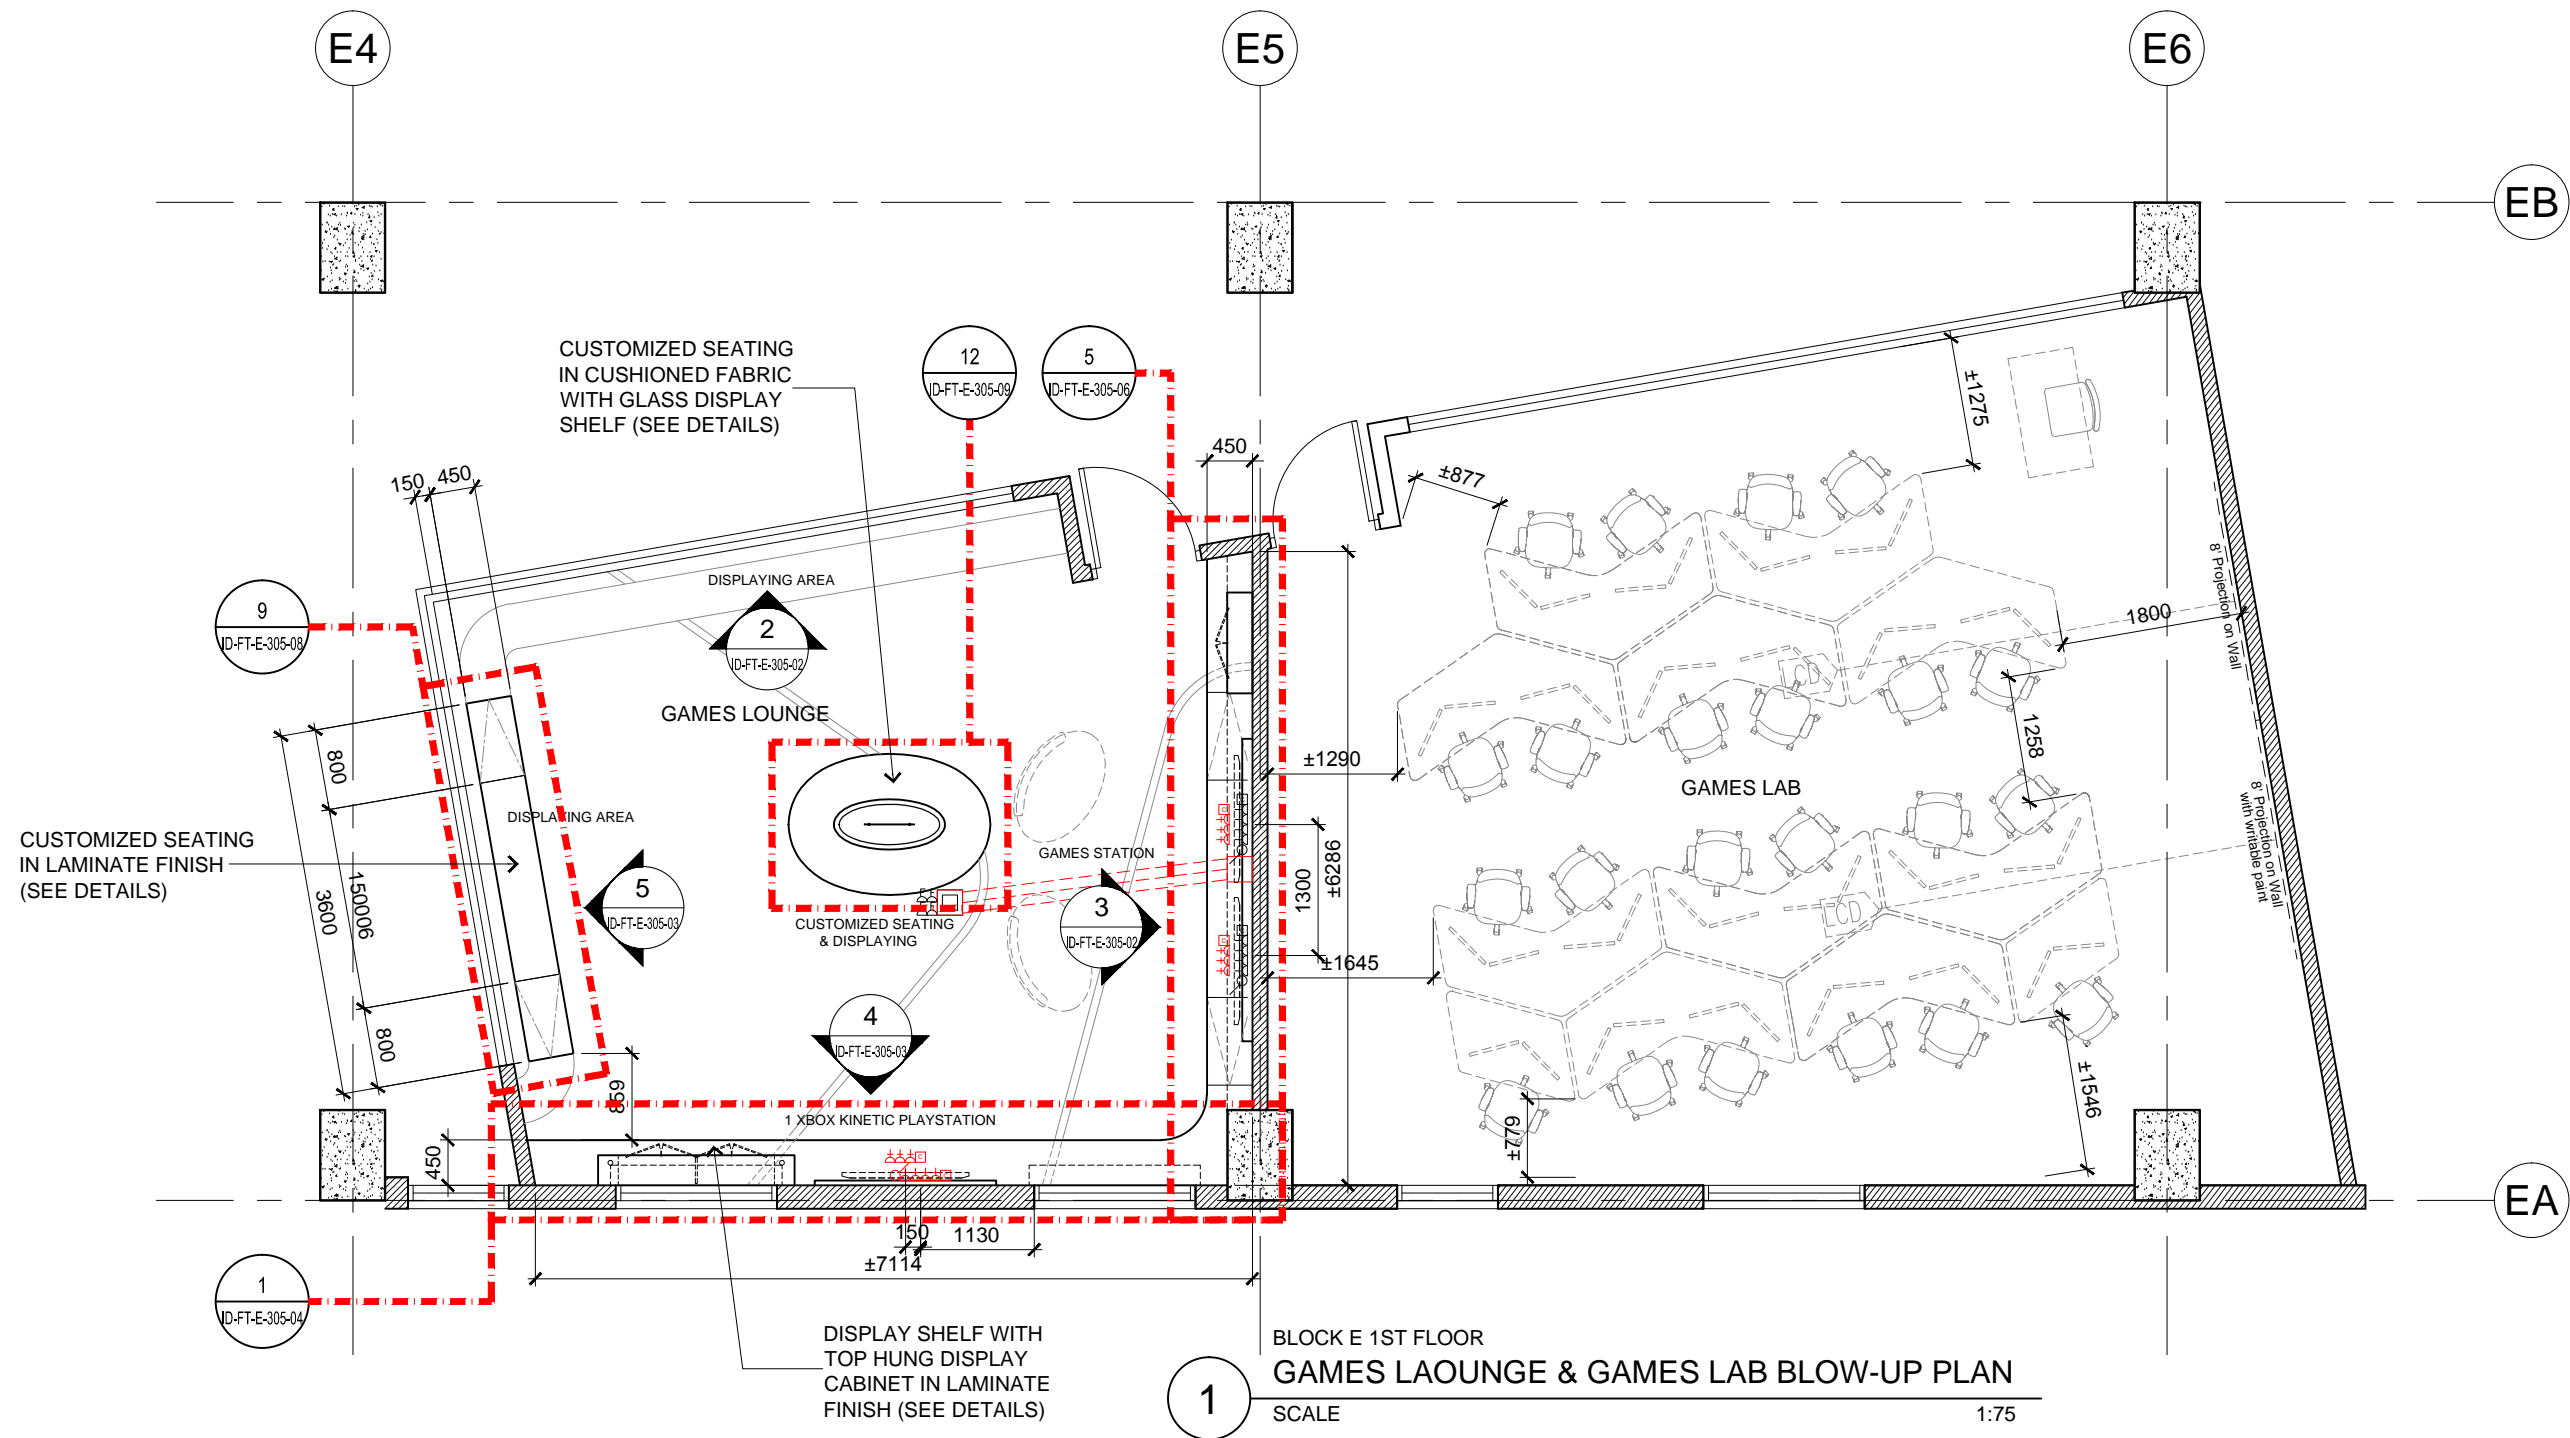 E4
E5
E6
EB
CUSTOMIZED SEATING
IN CUSHIONED FABRIC
WITH GLASS DISPLAY
SHELF (SEE DETAILS)
12
ID-FT-E-305-09
5
ID-FT-E-305-06
±1275
450
±877
150
450
9
ID-FT-E-305-08
DISPLAYING AREA
2
ID-FT-E-305-02
GAMES LOUNGE
8' Projection on Wall
1800
LCD
1258
±1290
GAMES LAB
800
150006
3600
800
DISPLAYING AREA
CUSTOMIZED SEATING
IN LAMINATE FINISH
(SEE DETAILS)
5
ID-FT-E-305-03
GAMES STATION
3
ID-FT-E-305-02
1300
±6286
8' Projection on Wall
with writable paint
LCD
CUSTOMIZED SEATING
& DISPLAYING
±1645
4
ID-FT-E-305-03
859
1 XBOX KINETIC PLAYSTATION
450
±779
±1546
EA
150
1130
±7114
1
ID-FT-E-305-04
DISPLAY SHELF WITH
TOP HUNG DISPLAY
CABINET IN LAMINATE
FINISH (SEE DETAILS)
1
BLOCK E 1ST FLOOR
GAMES LAOUNGE & GAMES LAB BLOW-UP PLAN
SCALE
1:75